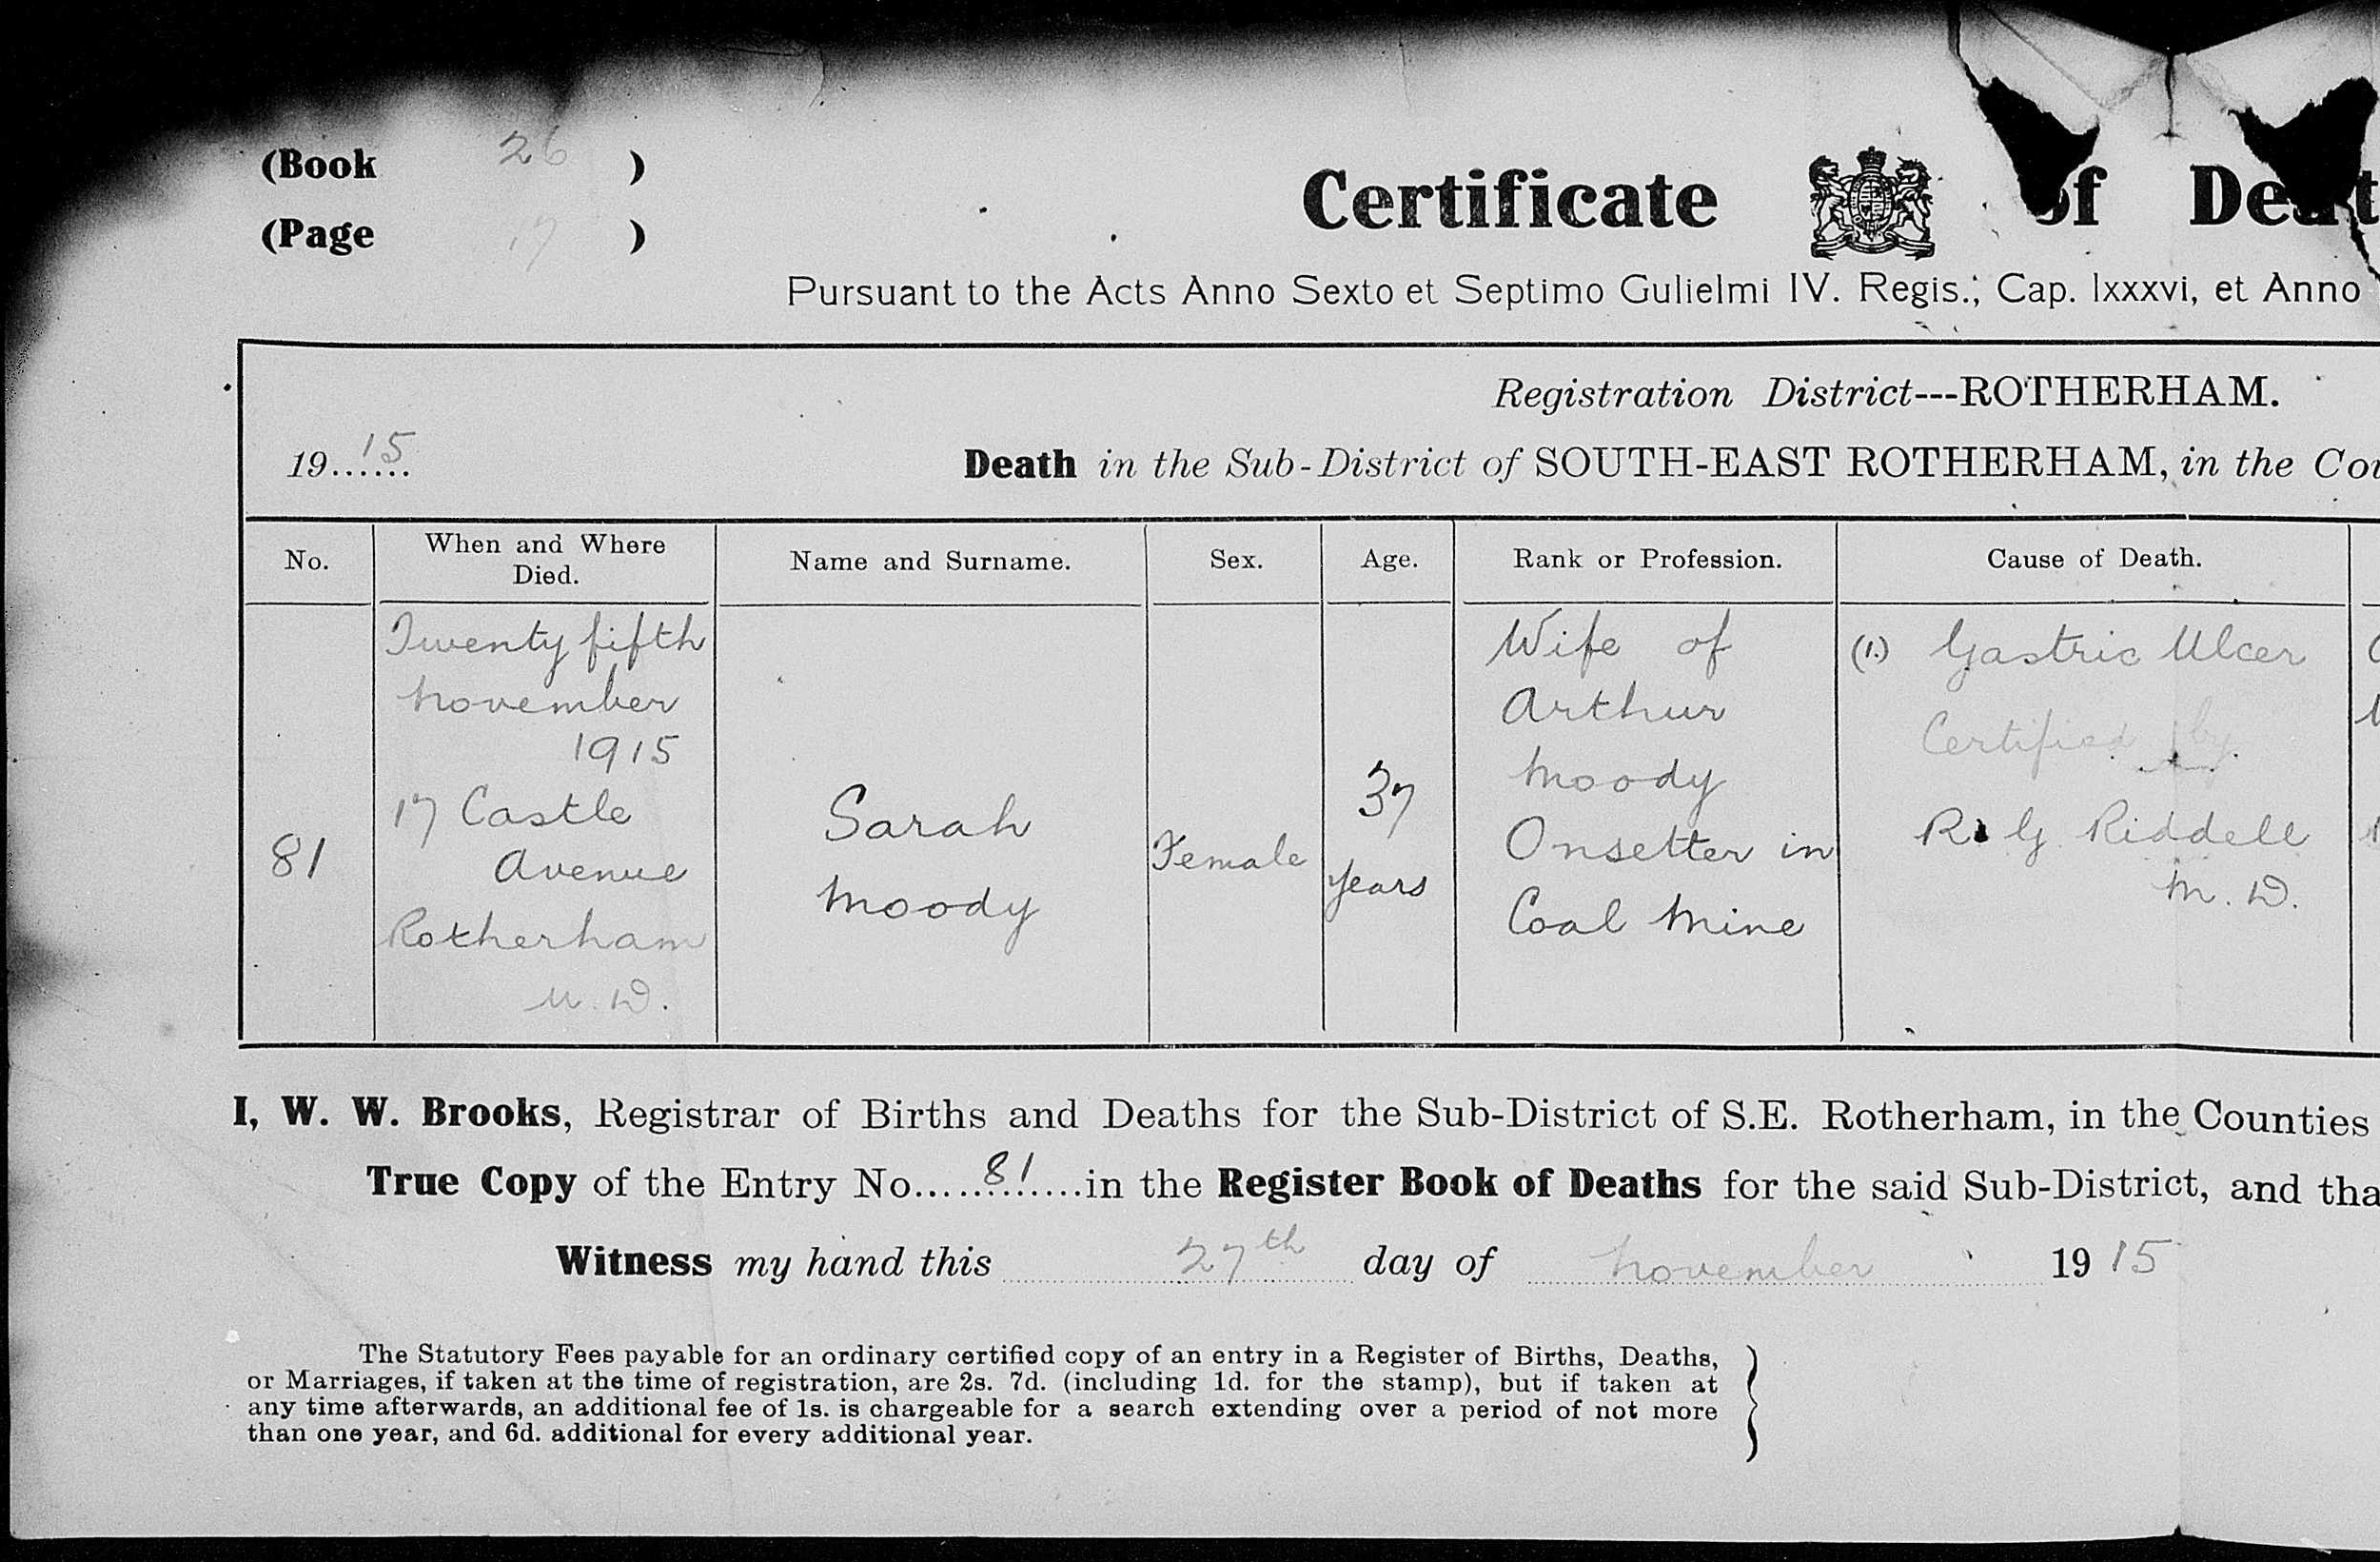 (Book 26 )
(Page 17 )
Certificate of Deat
Pursuant to the Acts Anno Sexto et Septimo Gulielmi IV. Regis.; Cap. lxxxvi, et Anno
Registration District---ROTHERHAM.
19 15
Death in the Sub-District of SOUTH-EAST ROTHERHAM, in the Cou
No.
When and Where
Died.
Name and Surname.
Sex.
Age.
Rank or Profession.
Cause of Death.
81
Twenty fifth
November
1915
17 Castle
Avenue
Rotherham
U.D.
Sarah
Moody
Female
37
years
Wife of
Arthur
Moody
Onsetter in
Coal Mine
(1.) Gastric Ulcer
Certified by
R. G. Riddell
M.D.
I, W. W. Brooks, Registrar of Births and Deaths for the Sub-District of S.E. Rotherham, in the Counties
True Copy of the Entry No......81......in the Register Book of Deaths for the said Sub-District, and tha
Witness my hand this 27th day of November 1915
The Statutory Fees payable for an ordinary certified copy of an entry in a Register of Births, Deaths,
or Marriages, if taken at the time of registration, are 2s. 7d. (including 1d. for the stamp), but if taken at
any time afterwards, an additional fee of 1s. is chargeable for a search extending over a period of not more
than one year, and 6d. additional for every additional year.